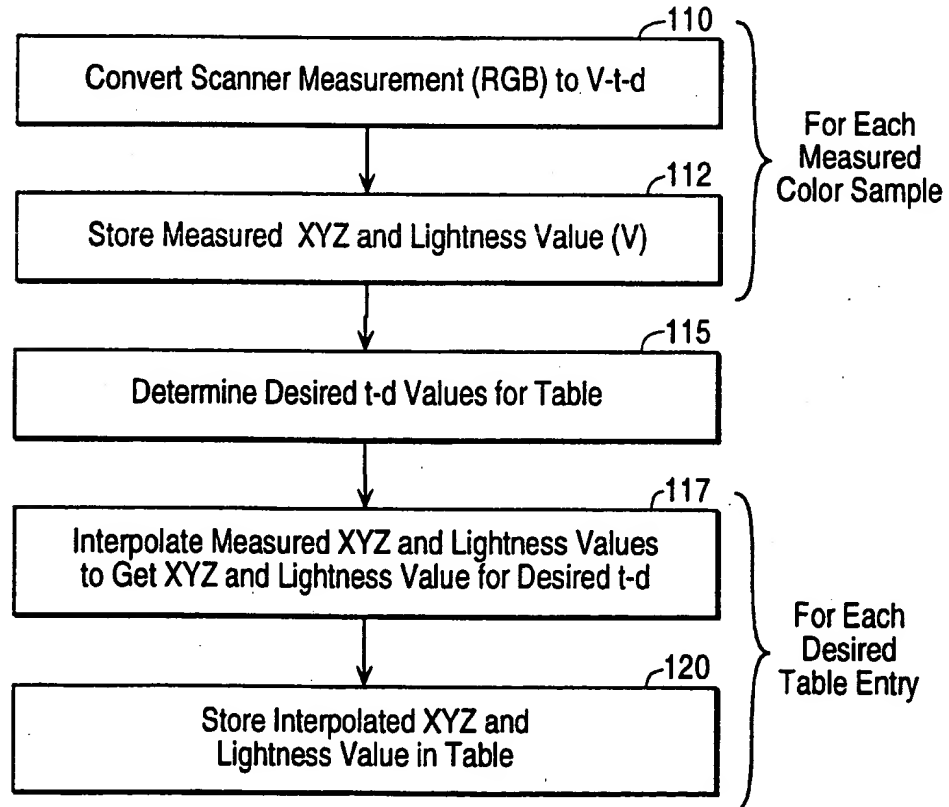 110
Convert Scanner Measurement (RGB) to V-t-d
112
Store Measured XYZ and Lightness Value (V)
For Each
Measured
Color Sample
115
Determine Desired t-d Values for Table
117
Interpolate Measured XYZ and Lightness Values
to Get XYZ and Lightness Value for Desired t-d
120
Store Interpolated XYZ and
Lightness Value in Table
For Each
Desired
Table Entry